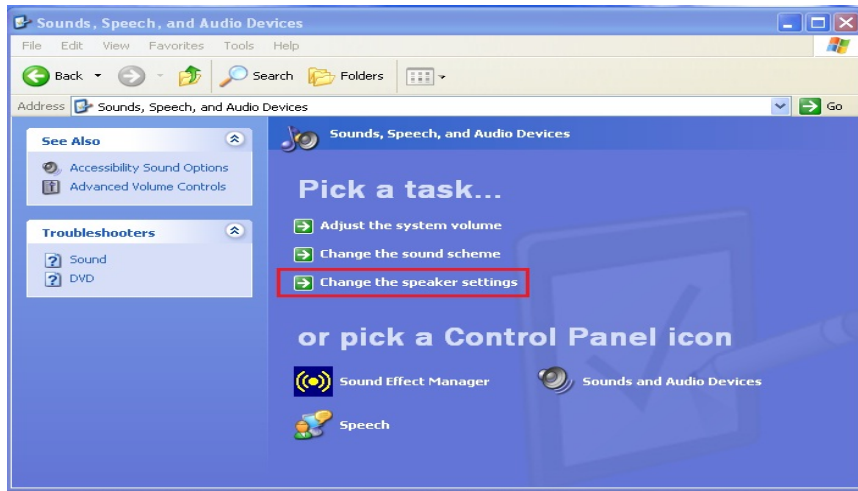 Sounds, Speech, and Audio Devices
File Edit View Favorites Tools Help
Back Search Folders
Address Sounds, Speech, and Audio Devices Go
See Also
Accessibility Sound Options
Advanced Volume Controls
Troubleshooters
Sound
DVD
Sounds, Speech, and Audio Devices
Pick a task...
Adjust the system volume
Change the sound scheme
Change the speaker settings
or pick a Control Panel icon
Sound Effect Manager Sounds and Audio Devices
Speech